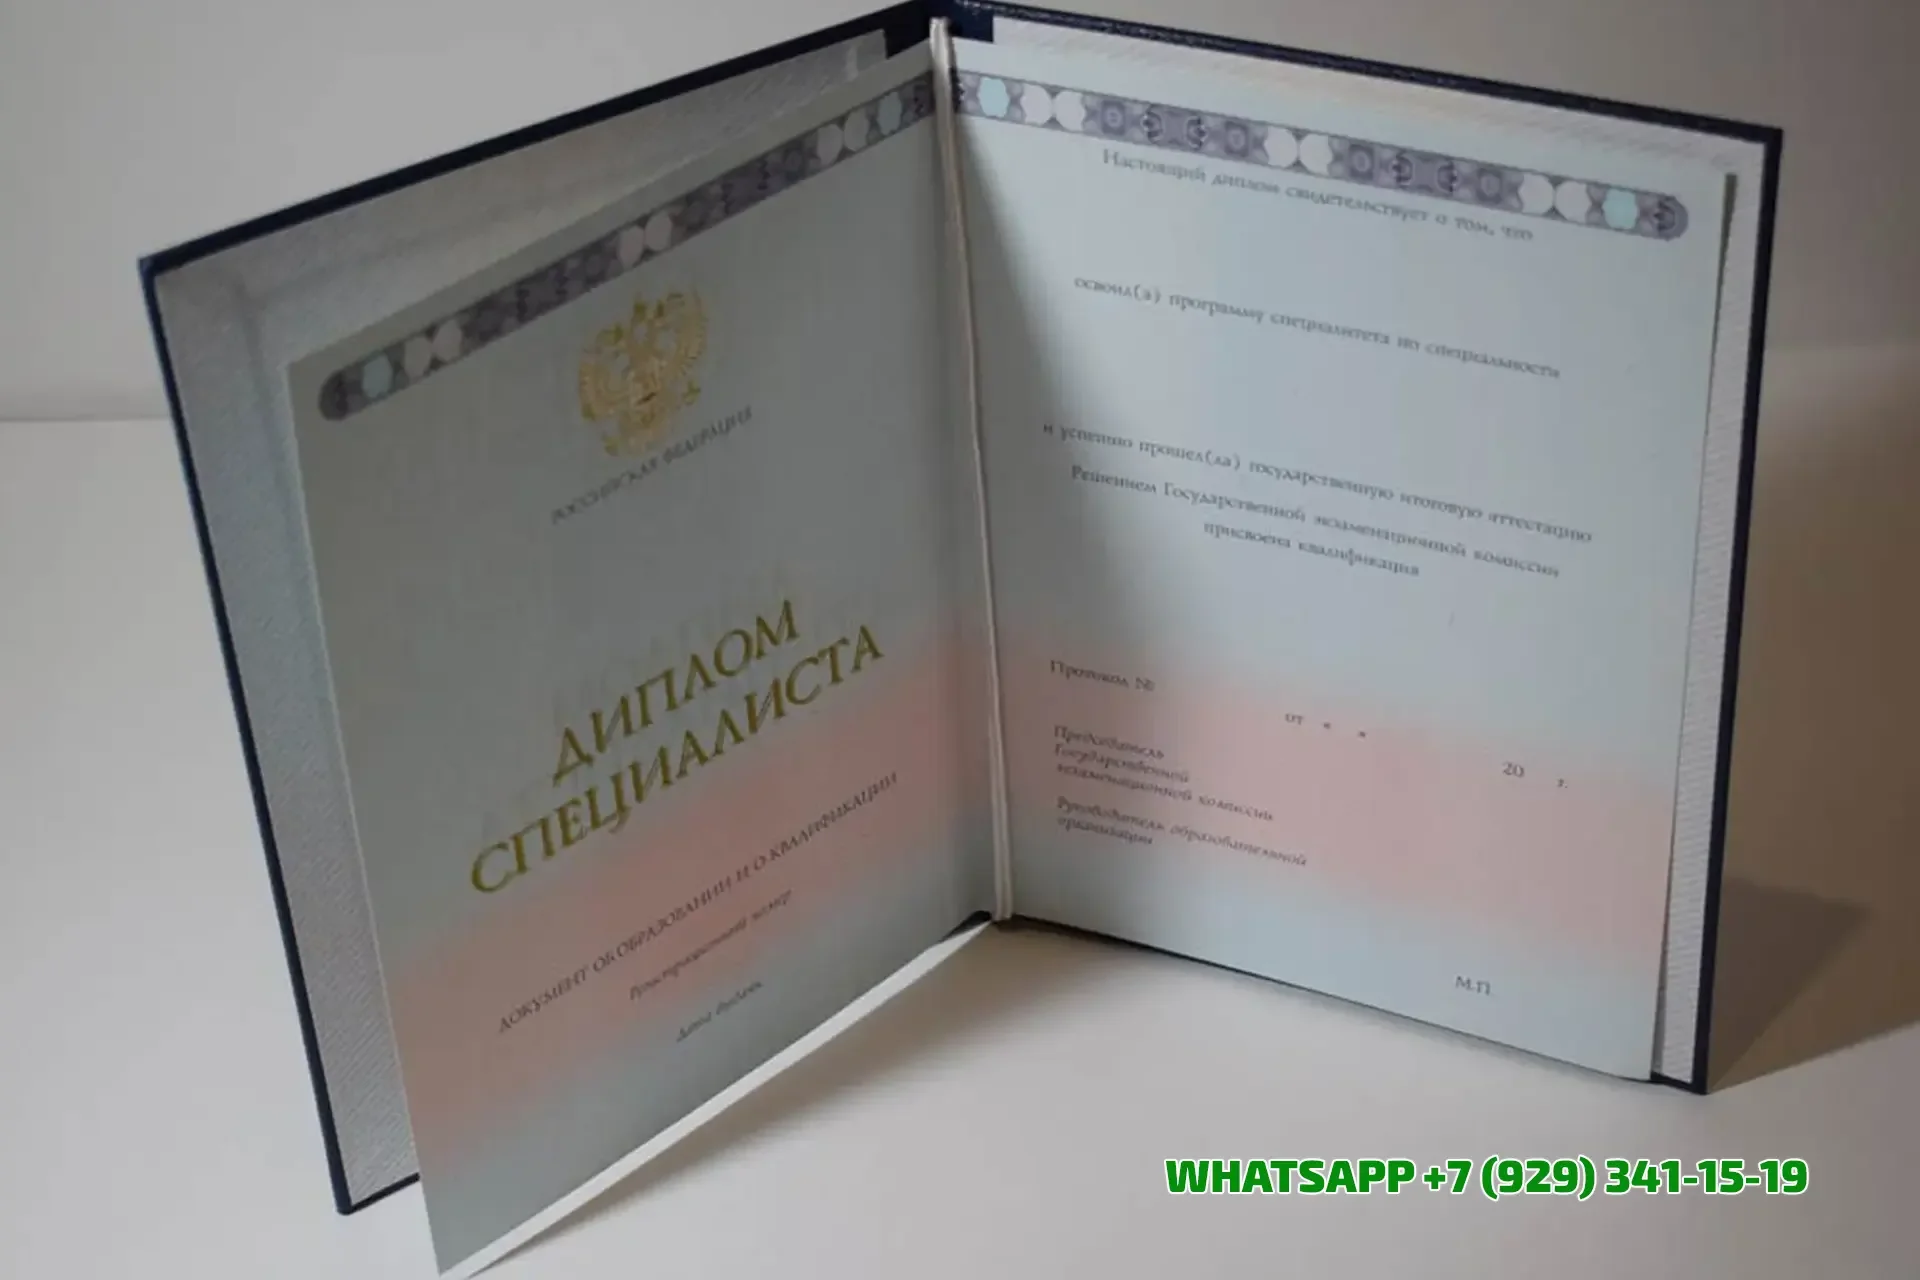 РОССИЙСКАЯ ФЕДЕРАЦИЯ
ДИПЛОМ
СПЕЦИАЛИСТА
ДОКУМЕНТ ОБ ОБРАЗОВАНИИ И О КВАЛИФИКАЦИИ
Регистрационный номер
Дата выдачи
Настоящий диплом свидетельствует о том, что
освоил(а) программу специалитета по специальности
и успешно прошел(ла) государственную итоговую аттестацию
Решением Государственной экзаменационной комиссии
присвоена квалификация
Протокол №
от « »
20 г.
Председатель
Государственной
экзаменационной комиссии
Руководитель образовательной
организации
М.П.
WHATSAPP +7 (929) 341-15-19